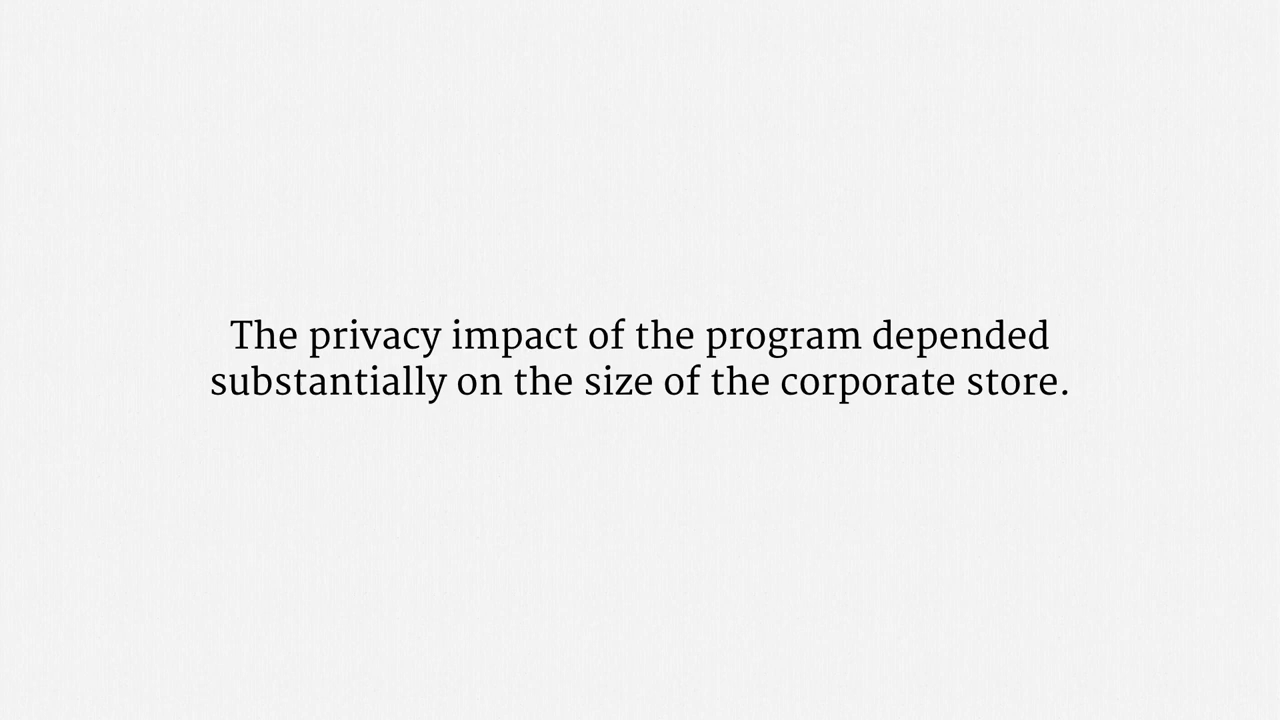 The privacy impact of the program depended
substantially on the size of the corporate store.